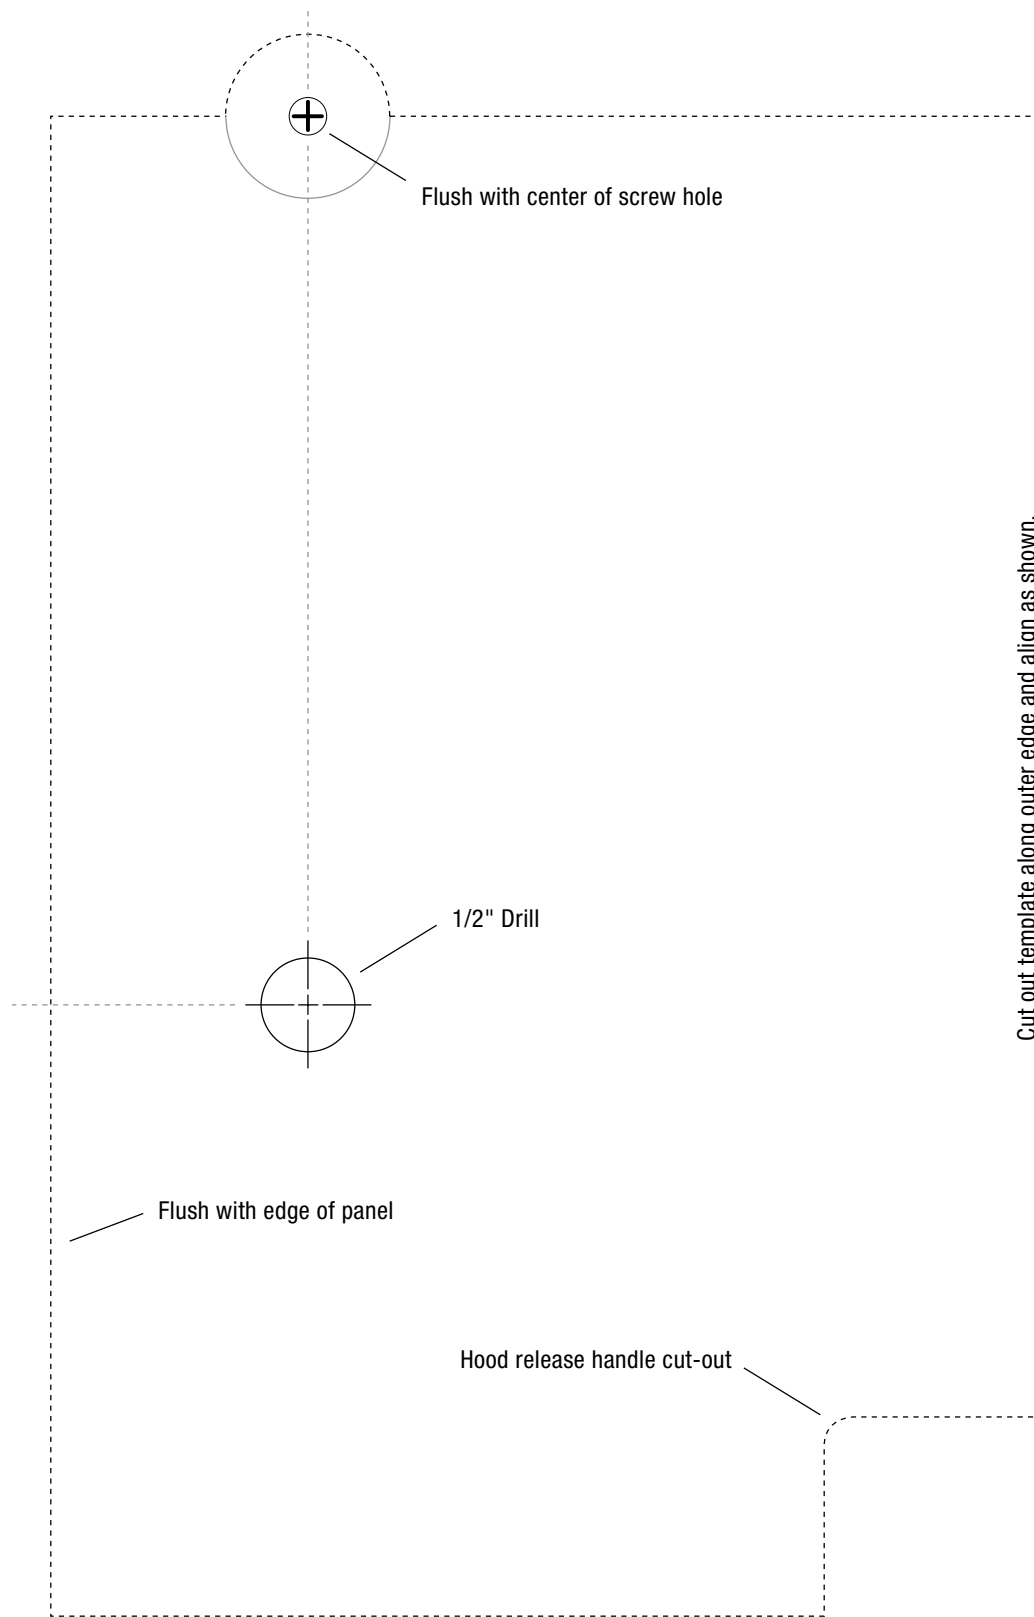 Flush with center of screw hole
Cut out template along outer edge and align as shown.
1/2" Drill
Flush with edge of panel
Hood release handle cut-out